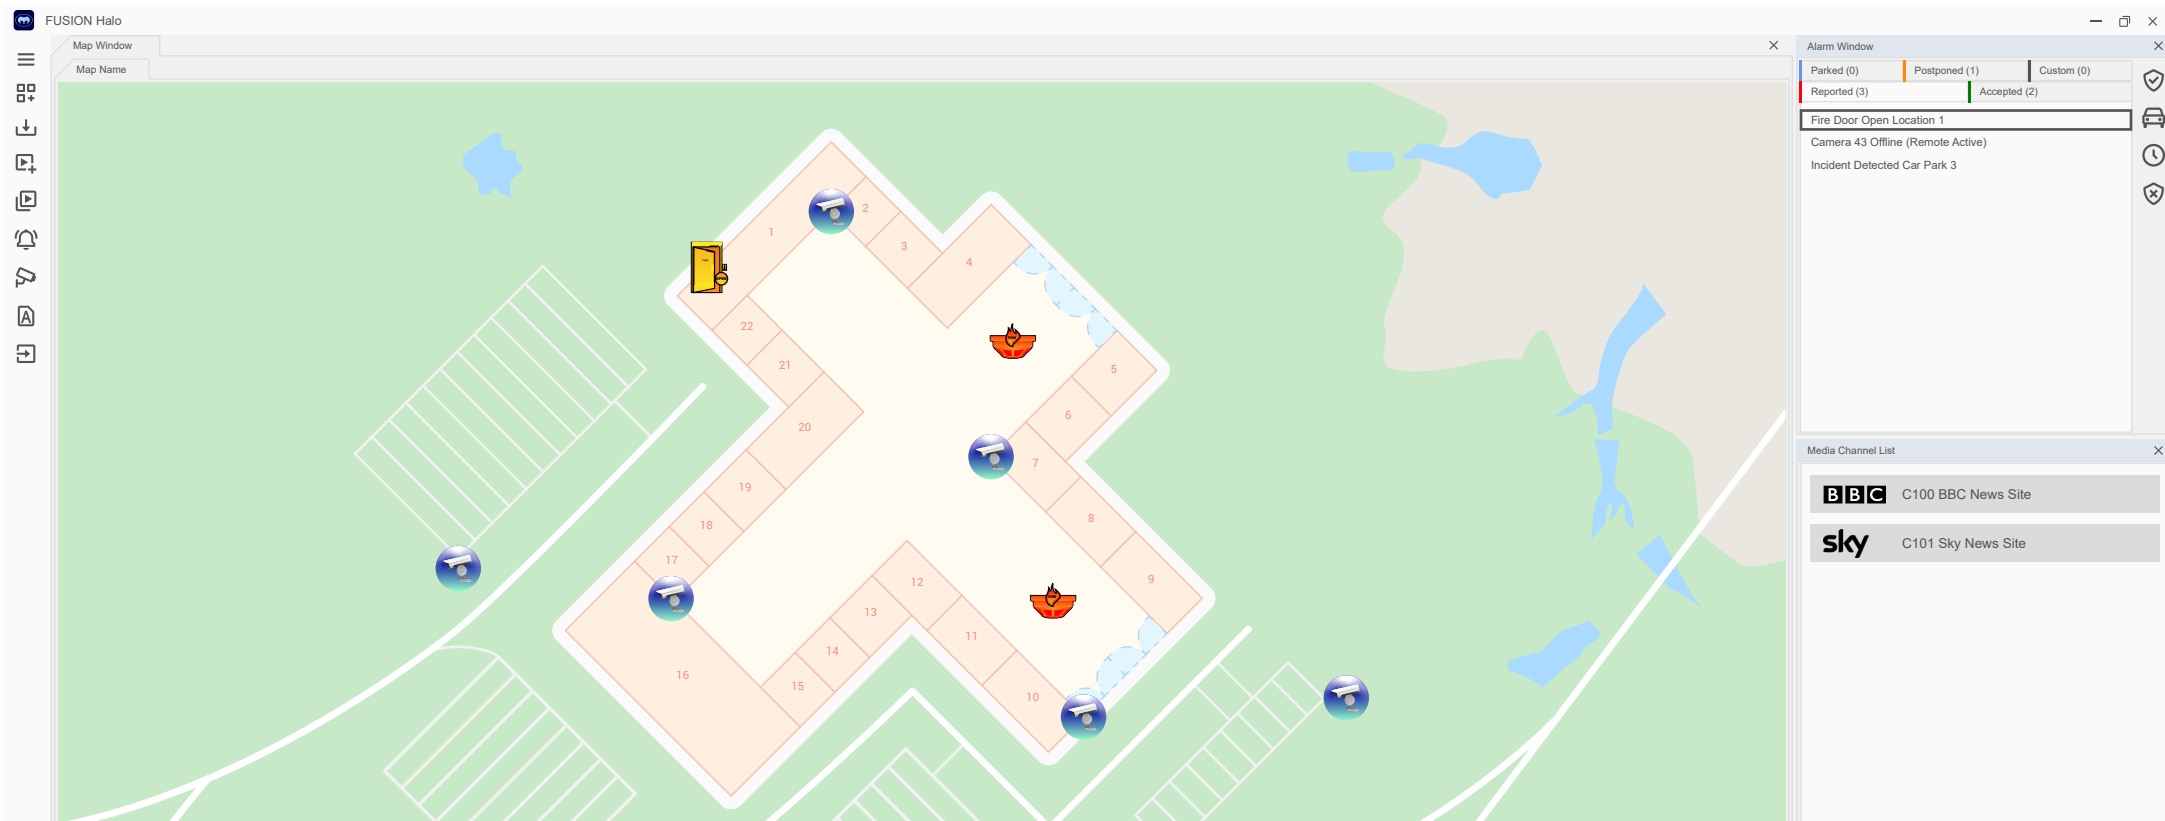 FUSION Halo
Map Window
Map Name
Alarm Window
Parked (0)
Postponed (1)
Custom (0)
Reported (3)
Accepted (2)
Fire Door Open Location 1
Camera 43 Offline (Remote Active)
Incident Detected Car Park 3
Media Channel List
BBC
C100 BBC News Site
sky
C101 Sky News Site
1
2
3
4
5
6
7
8
9
10
11
12
13
14
15
16
17
18
19
20
21
22
A